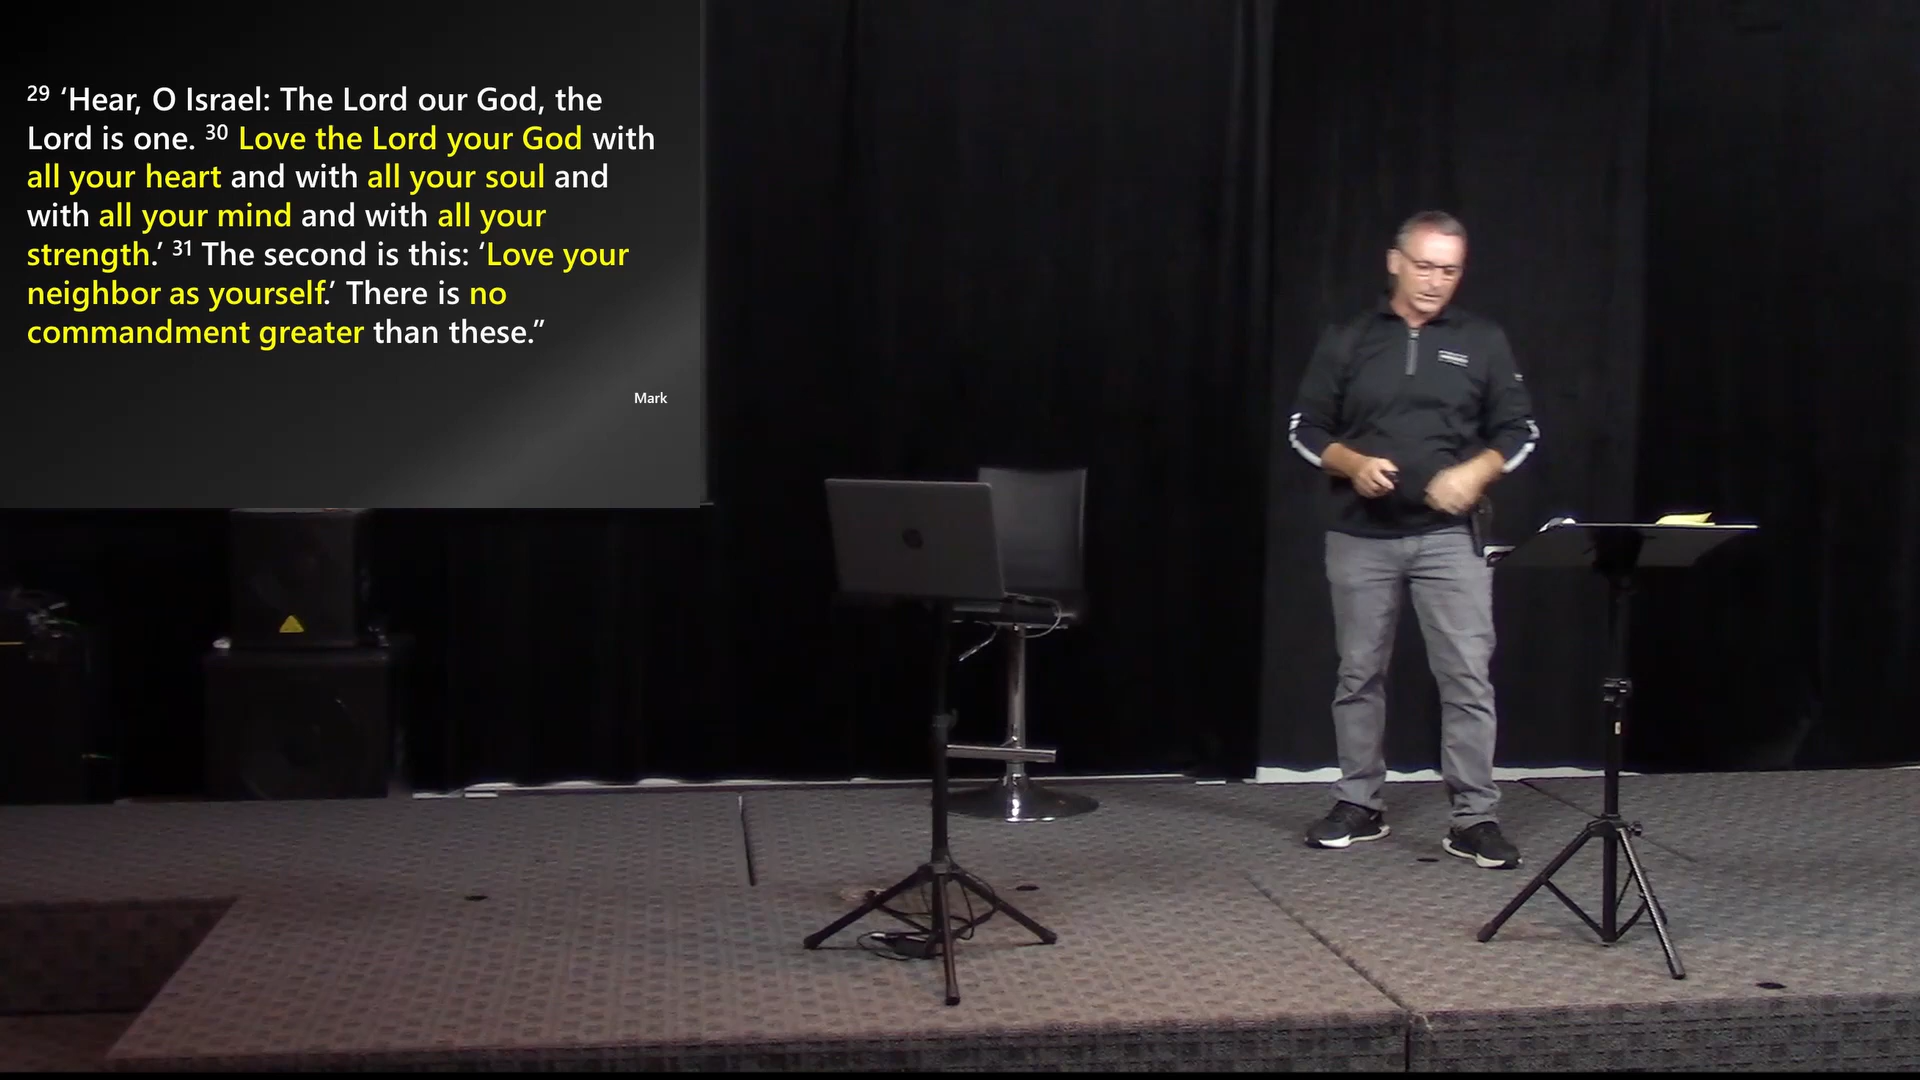 ²⁹ ‘Hear, O Israel: The Lord our God, the
Lord is one. ³⁰ Love the Lord your God with
all your heart and with all your soul and
with all your mind and with all your
strength.’ ³¹ The second is this: ‘Love your
neighbor as yourself.’ There is no
commandment greater than these.”
Mark